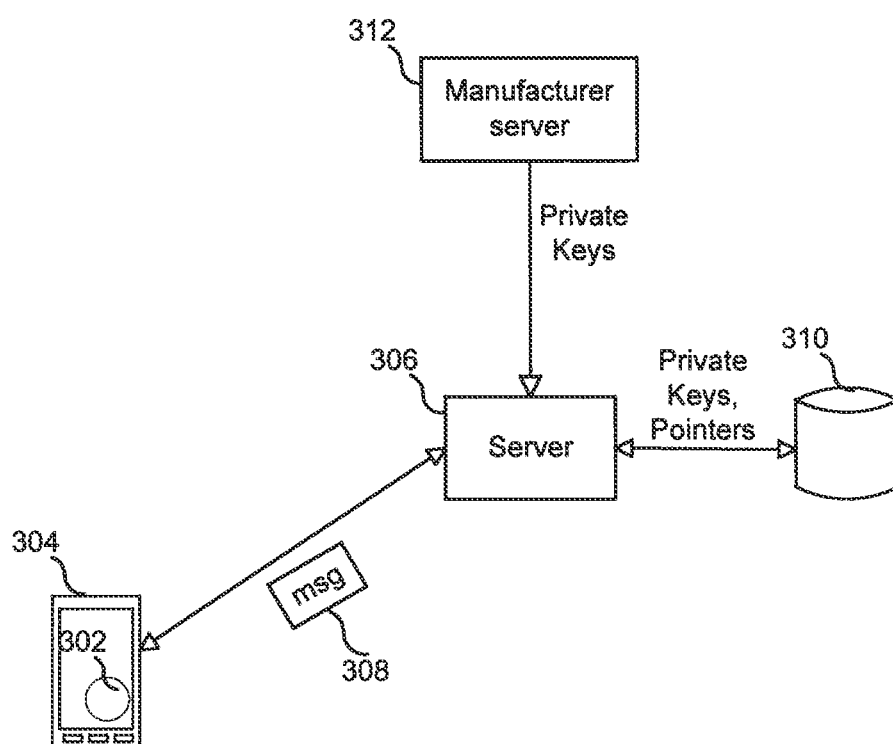 312
Manufacturer
server
Private
Keys
310
306
Private
Keys,
Pointers
Server
304
msg
302
308